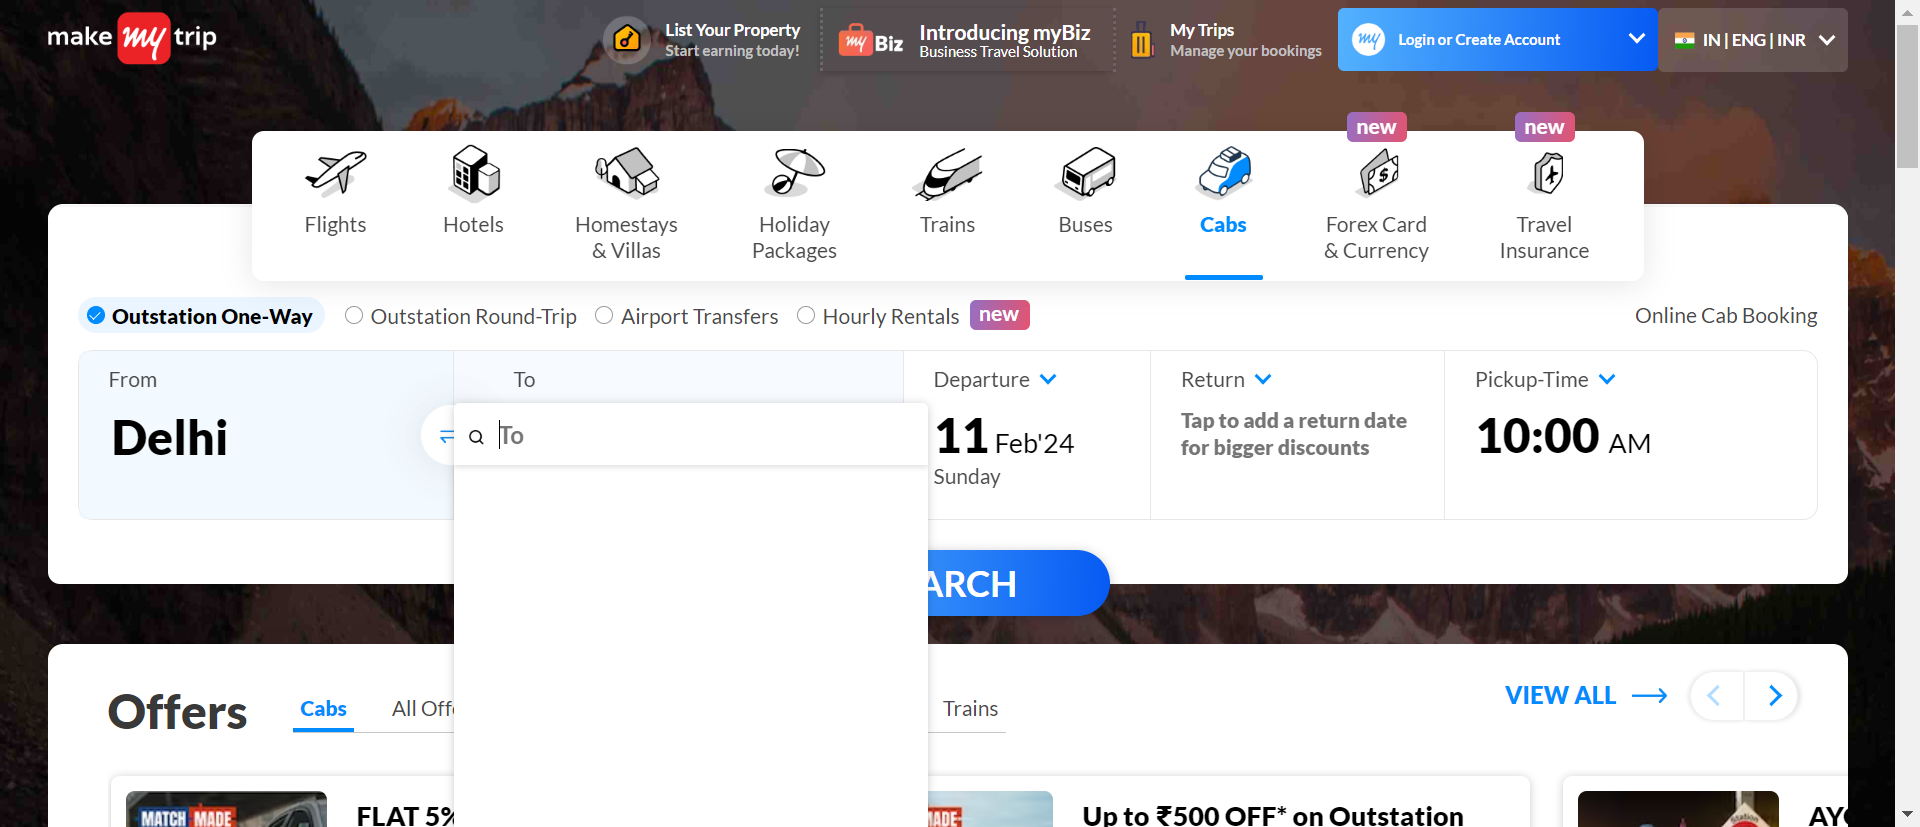 make my trip
List Your Property
Start earning today!
my Biz
Introducing myBiz
Business Travel Solution
My Trips
Manage your bookings
my
Login or Create Account
IN | ENG | INR
new
new
Flights
Hotels
Homestays
& Villas
Holiday
Packages
Trains
Buses
Cabs
Forex Card
& Currency
Travel
Insurance
Outstation One-Way
Outstation Round-Trip
Airport Transfers
Hourly Rentals
new
Online Cab Booking
From
Delhi
To
To
Departure
11 Feb'24
Sunday
Return
Tap to add a return date
for bigger discounts
Pickup-Time
10:00 AM
ARCH
Offers
Cabs
All Offe
Trains
VIEW ALL
MATCH MADE
FLAT 5%
MADE
Up to ₹500 OFF* on Outstation
AYO